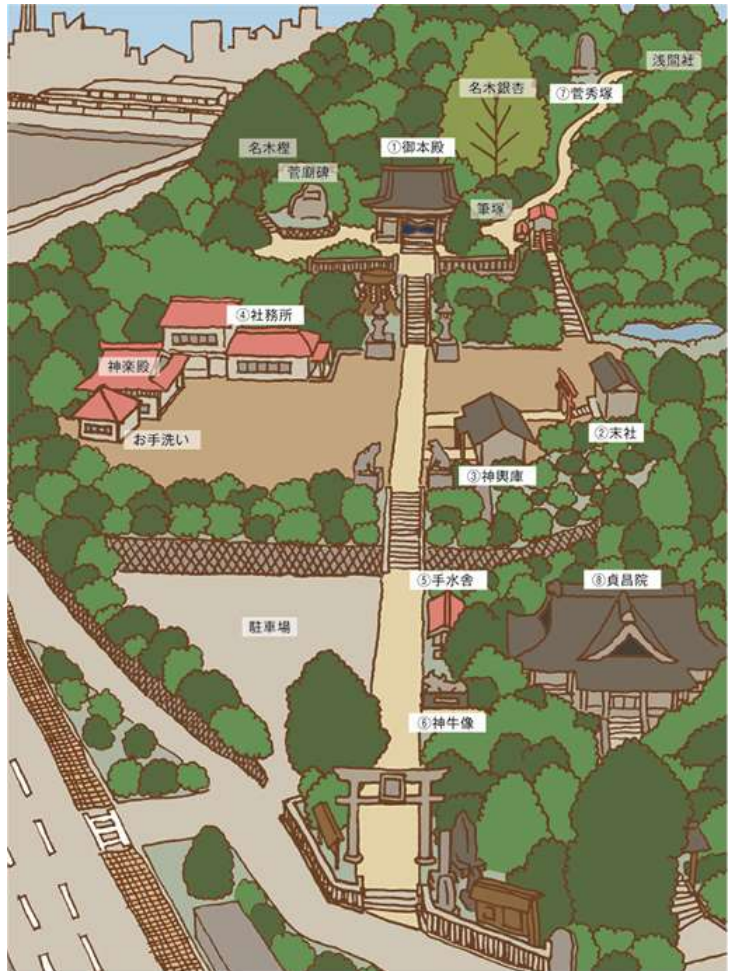 浅間社
⑦菅秀塚
名木銀杏
①御本殿
名木樫
菅廟碑
筆塚
④社務所
神楽殿
②末社
お手洗い
③神輿庫
⑤手水舎
⑧貞昌院
駐車場
⑥神牛像